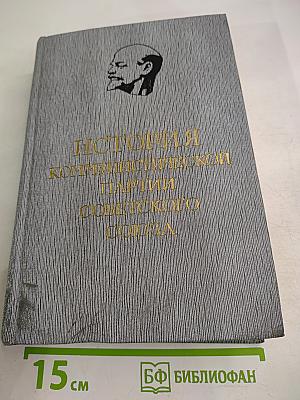 ИСТОРИЯ
КОММУНИСТИЧЕСКОЙ
ПАРТИИ
СОВЕТСКОГО
СОЮЗА
15 см
БФ БИБЛИОФАН